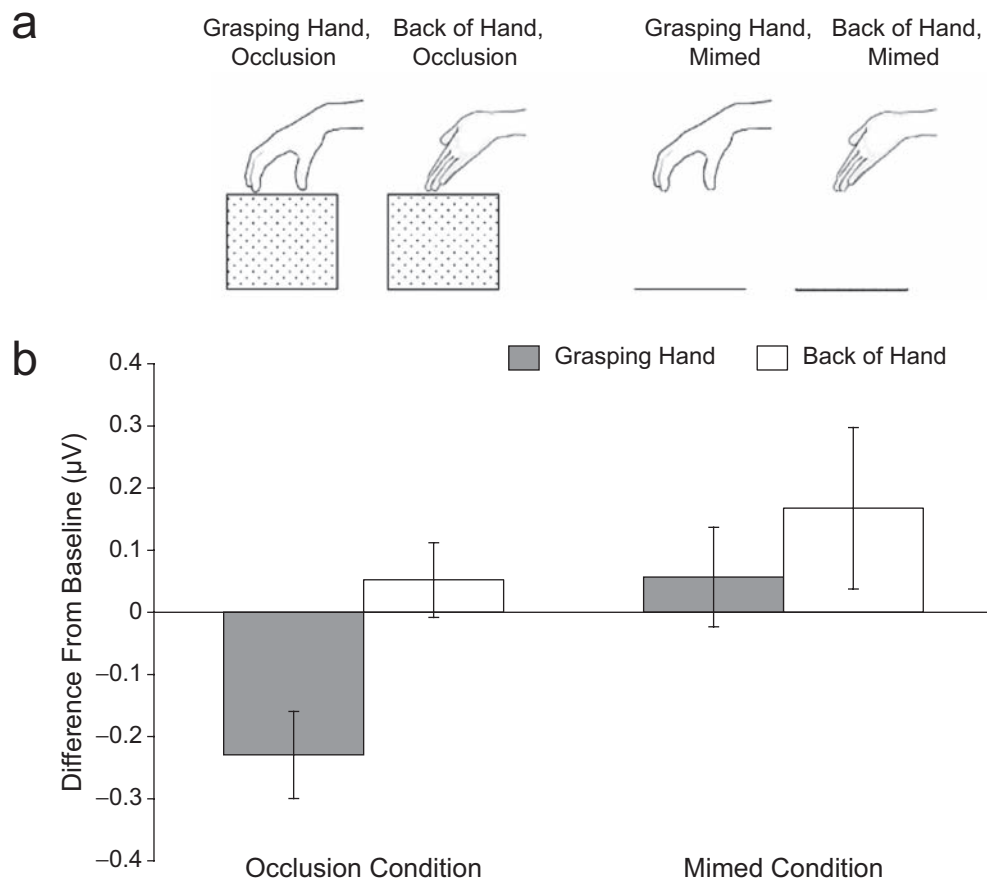 a
Grasping Hand, Back of Hand, Grasping Hand, Back of Hand,
Occlusion Occlusion Mimed Mimed
b
Grasping Hand Back of Hand
Difference From Baseline (µV)
0.4
0.3
0.2
0.1
0
–0.1
–0.2
–0.3
–0.4
Occlusion Condition Mimed Condition